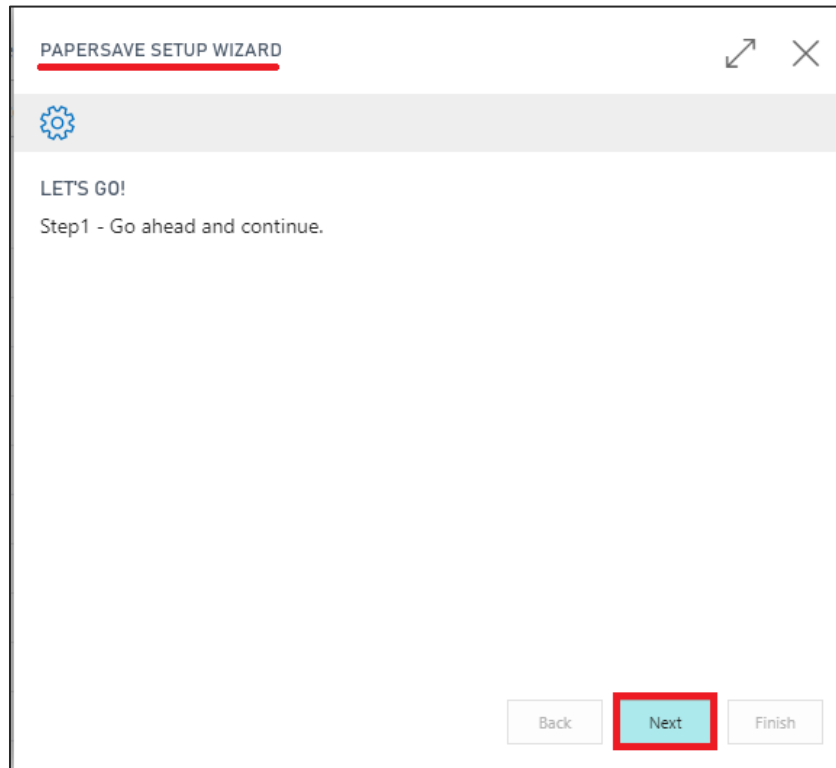 PAPERSAVE SETUP WIZARD
LET'S GO!
Step1 - Go ahead and continue.
Back
Next
Finish